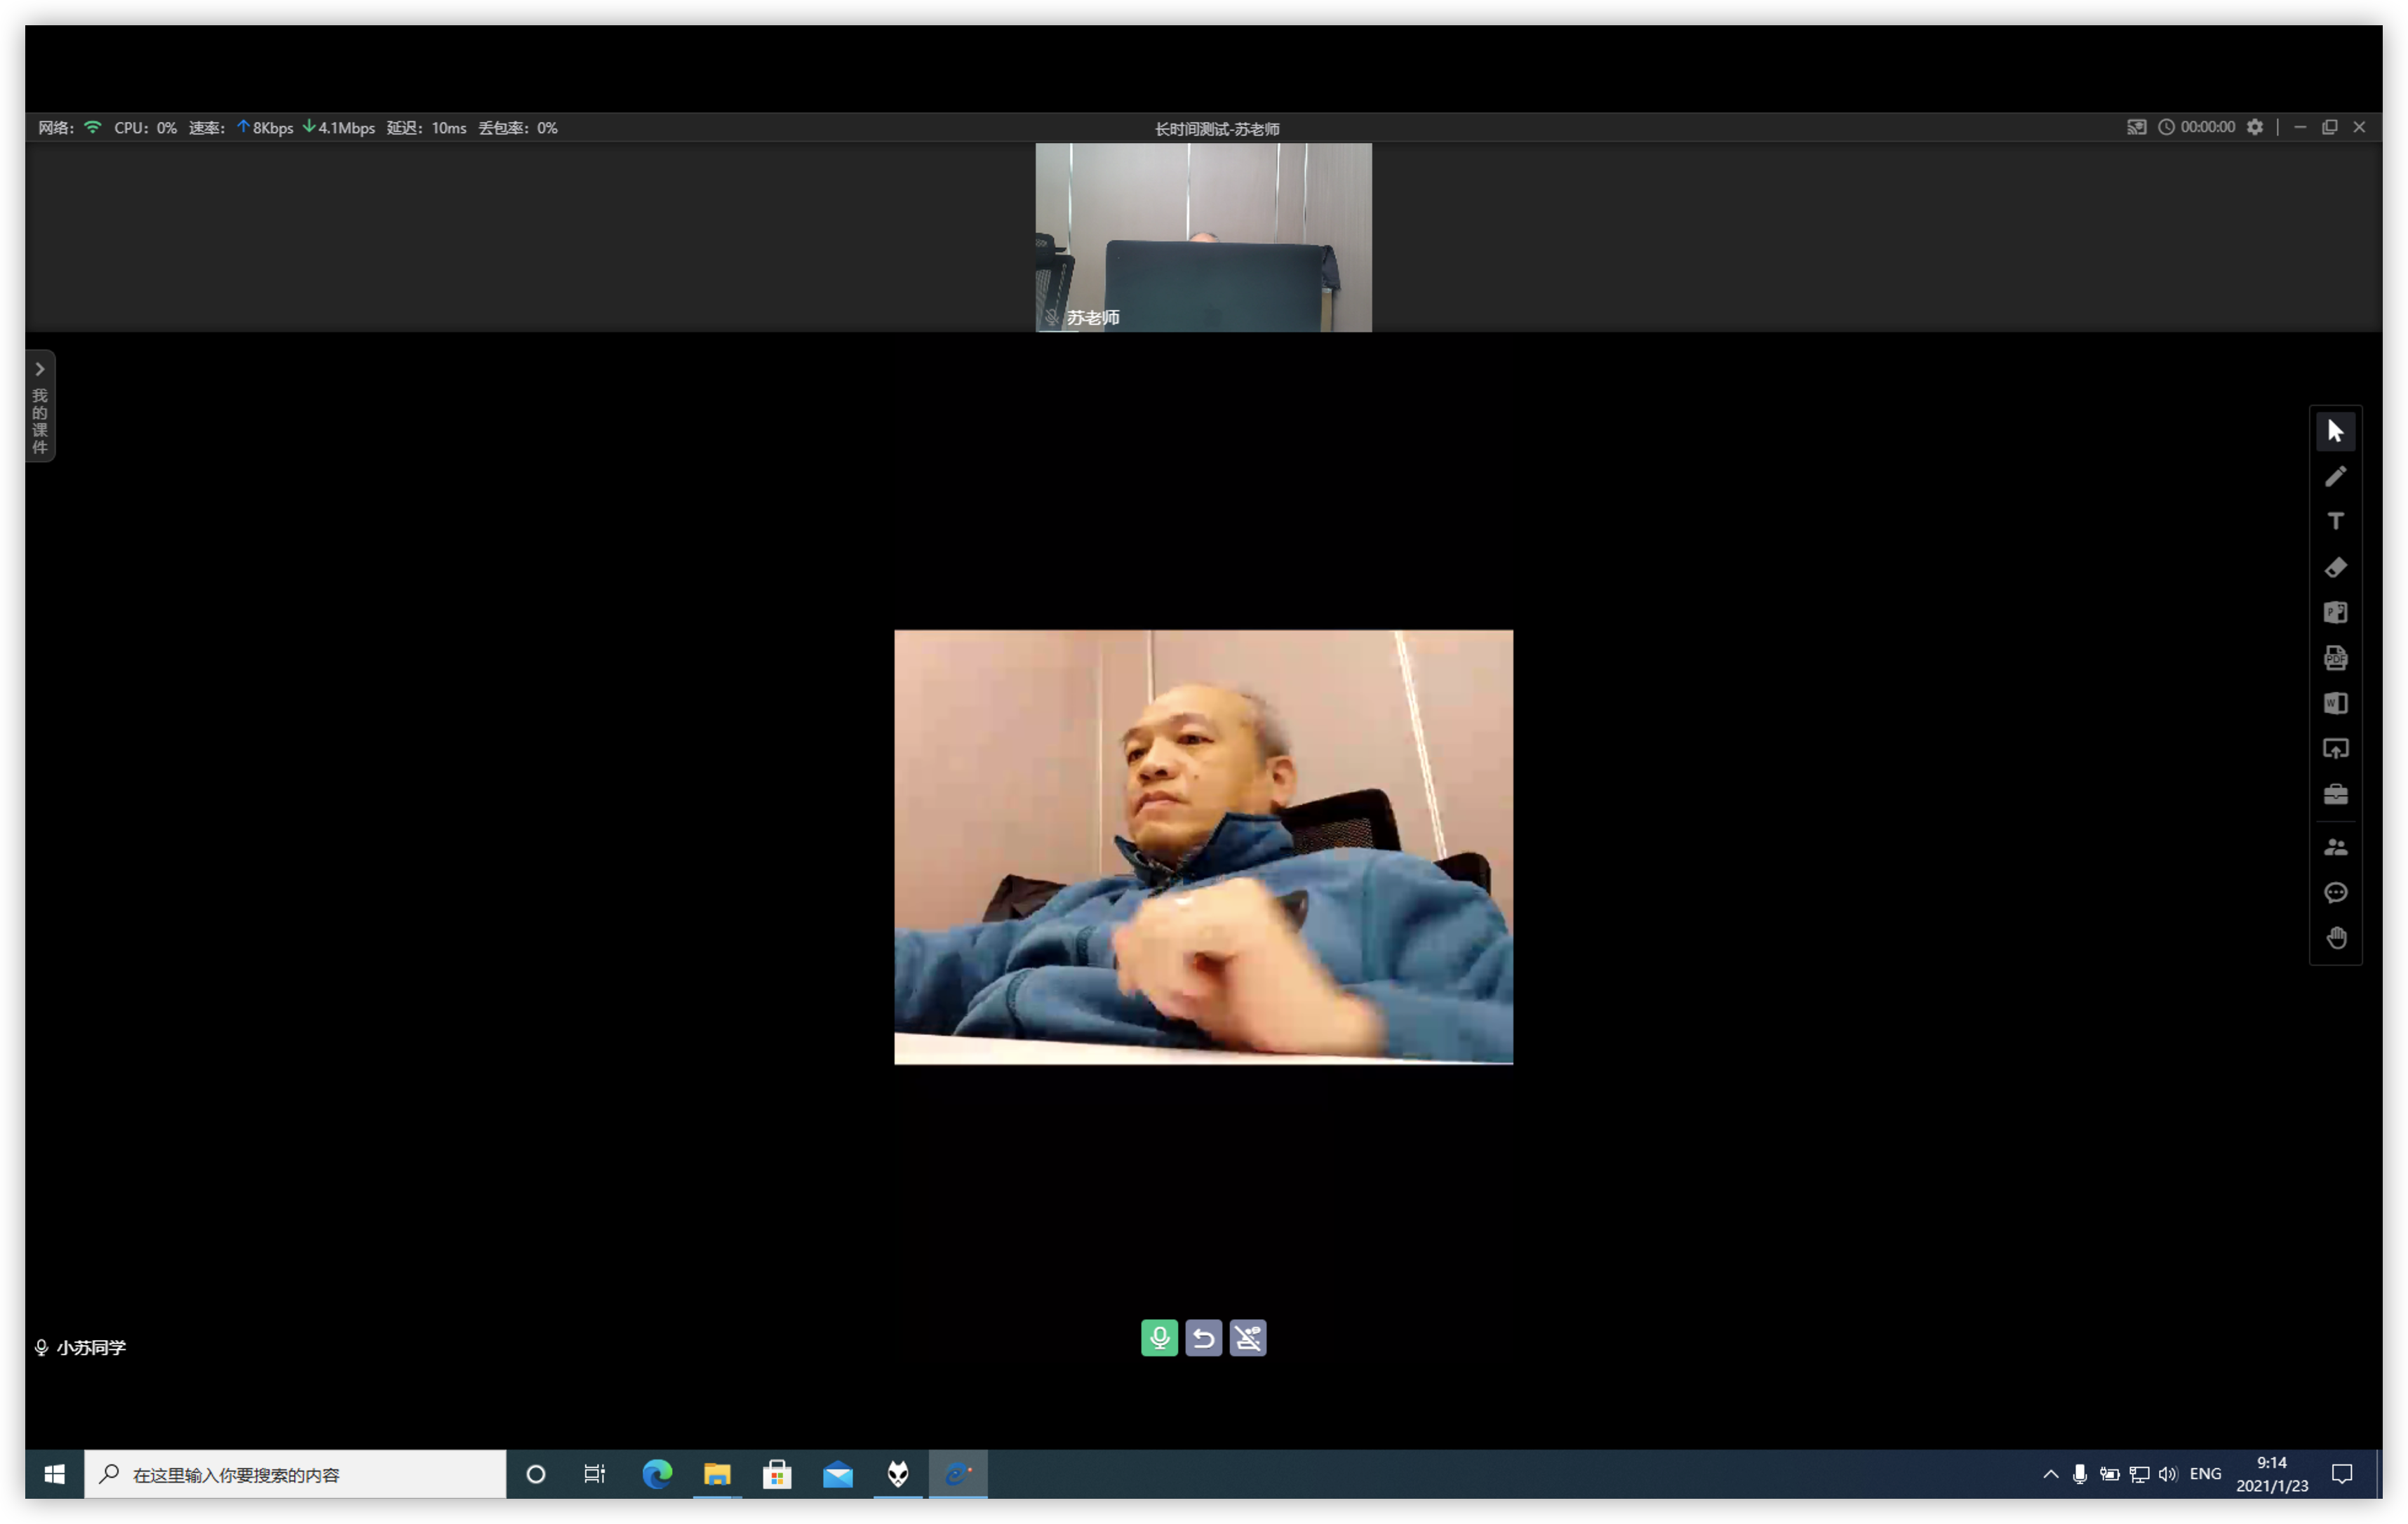 网络： CPU：0% 速率： 8Kbps 4.1Mbps 延迟：10ms 丢包率：0%
长时间测试-苏老师
00:00:00
苏老师
我的课件
T
P
PDF
W
小苏同学
在这里输入你要搜索的内容
ENG
9:14
2021/1/23